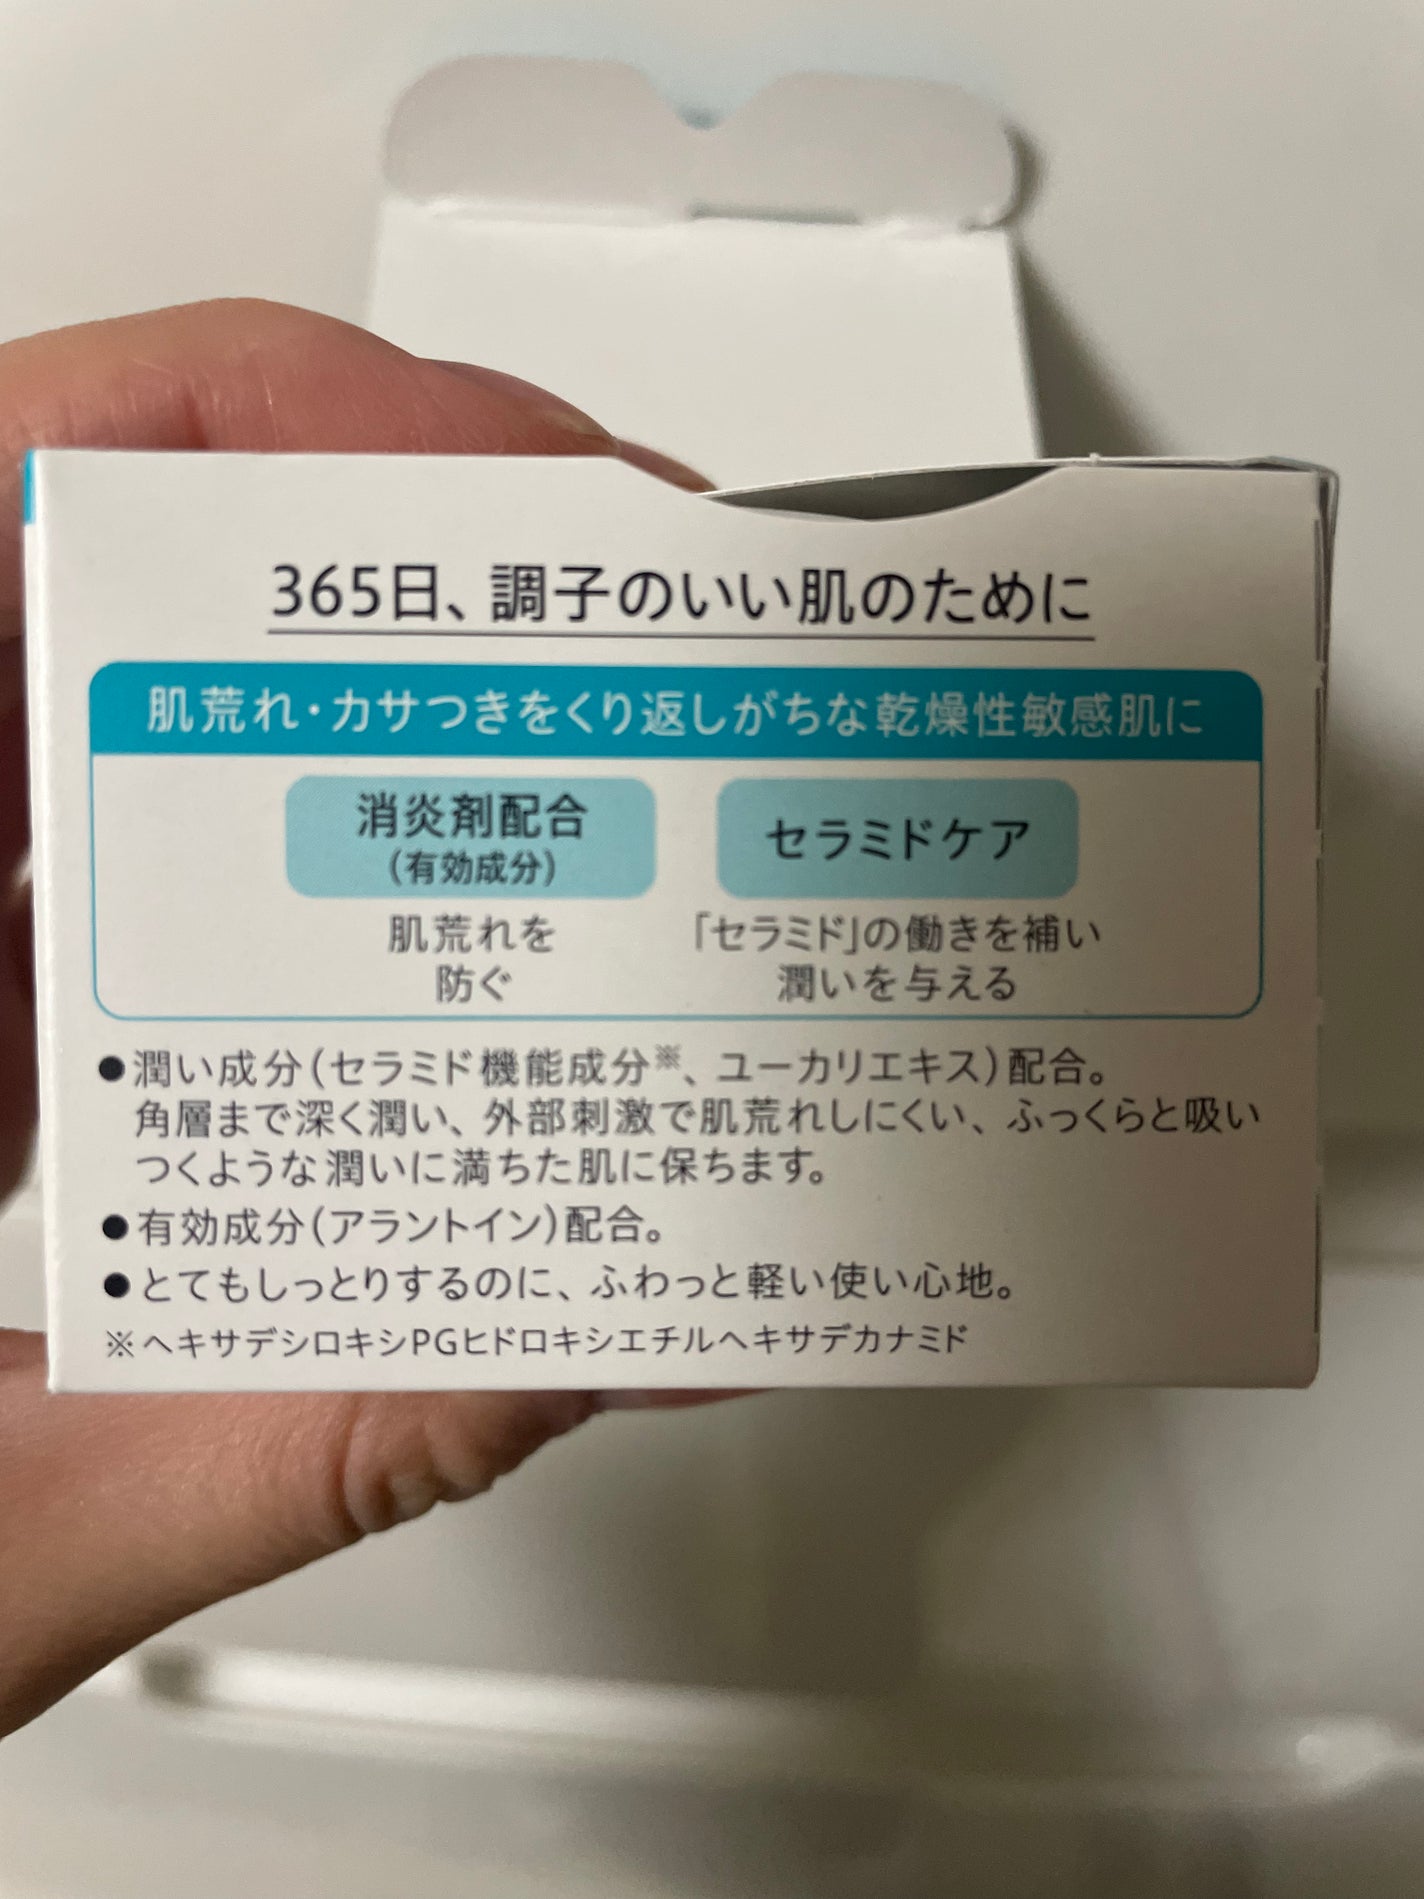 365日、調子のいい肌のために
肌荒れ・カサつきをくり返しがちな乾燥性敏感肌に
消炎剤配合
(有効成分)
肌荒れを
防ぐ
セラミドケア
「セラミド」の働きを補い
潤いを与える
●潤い成分(セラミド機能成分※、ユーカリエキス)配合。
角層まで深く潤い、外部刺激で肌荒れしにくい、ふっくらと吸い
つくような潤いに満ちた肌に保ちます。
●有効成分(アラントイン)配合。
●とてもしっとりするのに、ふわっと軽い使い心地。
※ヘキサデシロキシPGヒドロキシエチルヘキサデカナミド